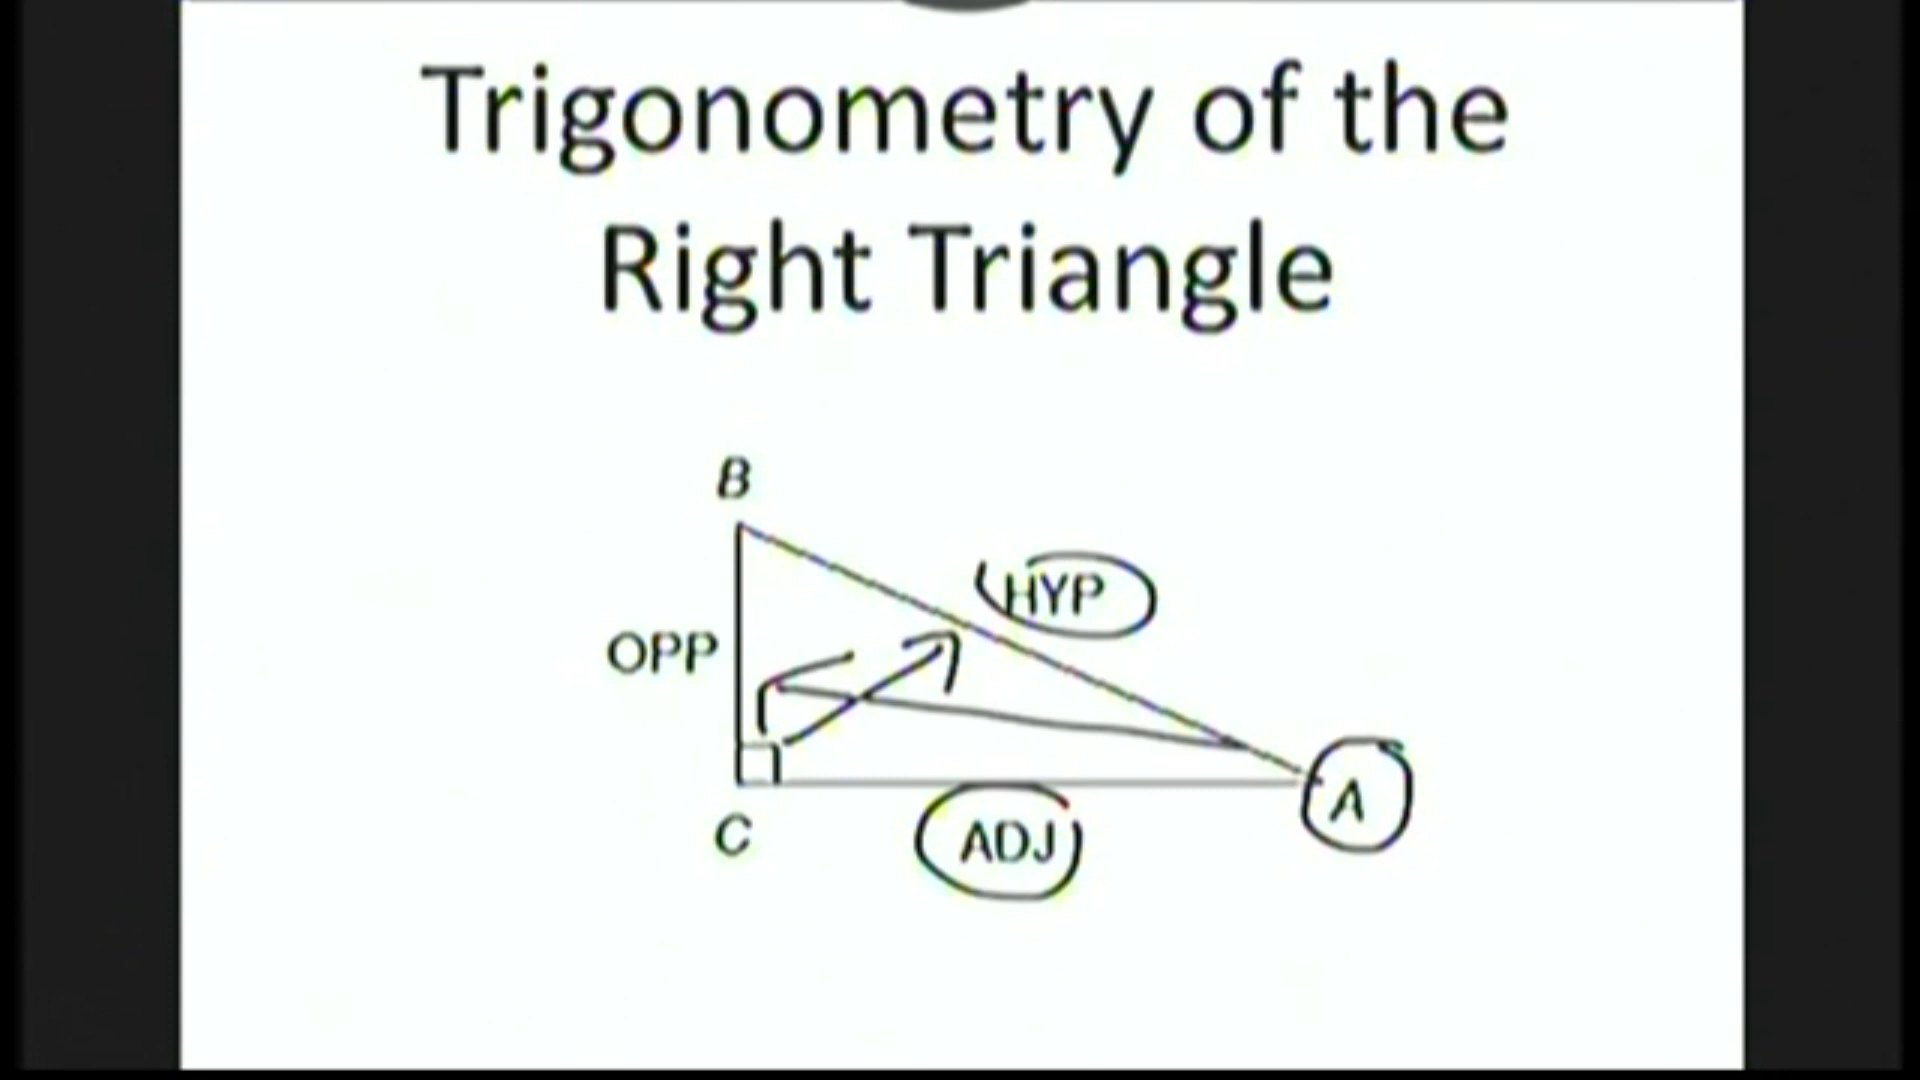 Trigonometry of the
Right Triangle
B
HYP
OPP
A
C
ADJ